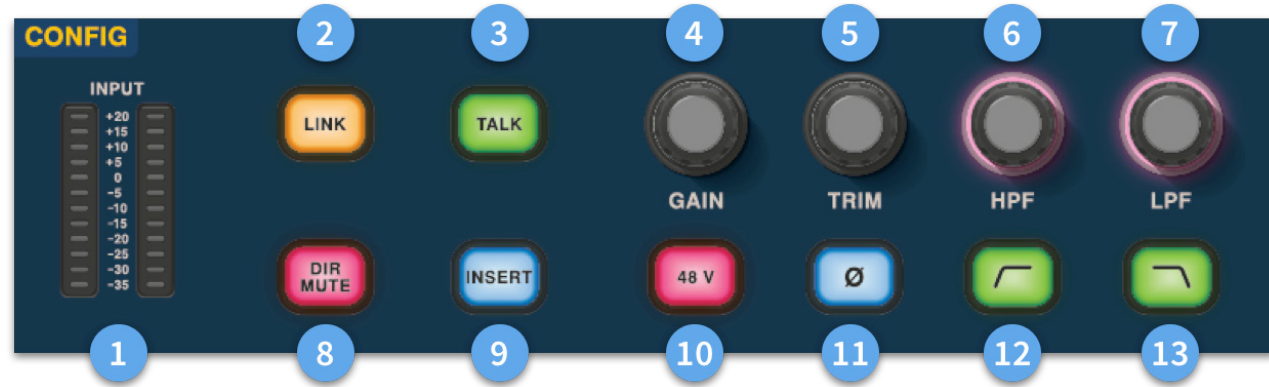 2 3 4 5 6 7
CONFIG
INPUT
+20
+15
+10
+5
0
-5
-10
-15
-20
-25
-30
-35
LINK TALK
GAIN TRIM HPF LPF
DIR
MUTE
INSERT 48 V Ø
1 8 9 10 11 12 13